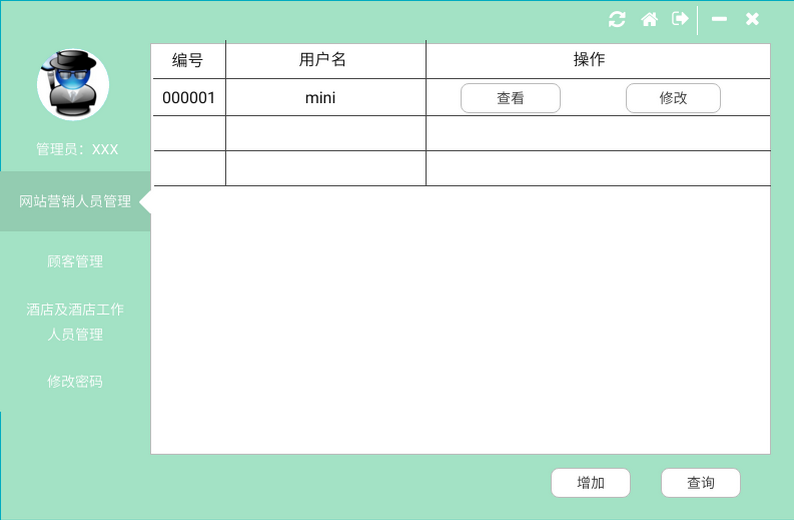 编号 用户名 操作
000001 mini 查看 修改
管理员：XXX
网站营销人员管理
顾客管理
酒店及酒店工作
人员管理
修改密码
增加 查询